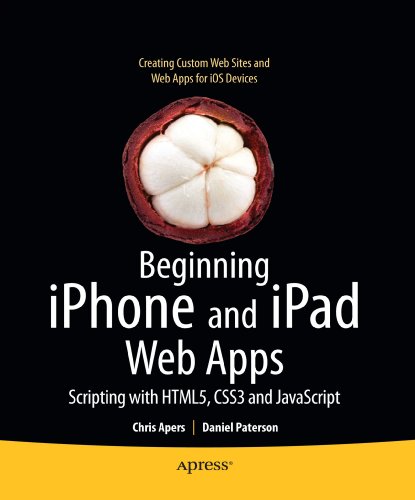 Creating Custom Web Sites and
Web Apps for iOS Devices
Beginning
iPhone and iPad
Web Apps
Scripting with HTML5, CSS3 and JavaScript
Chris Apers | Daniel Paterson
Apress®